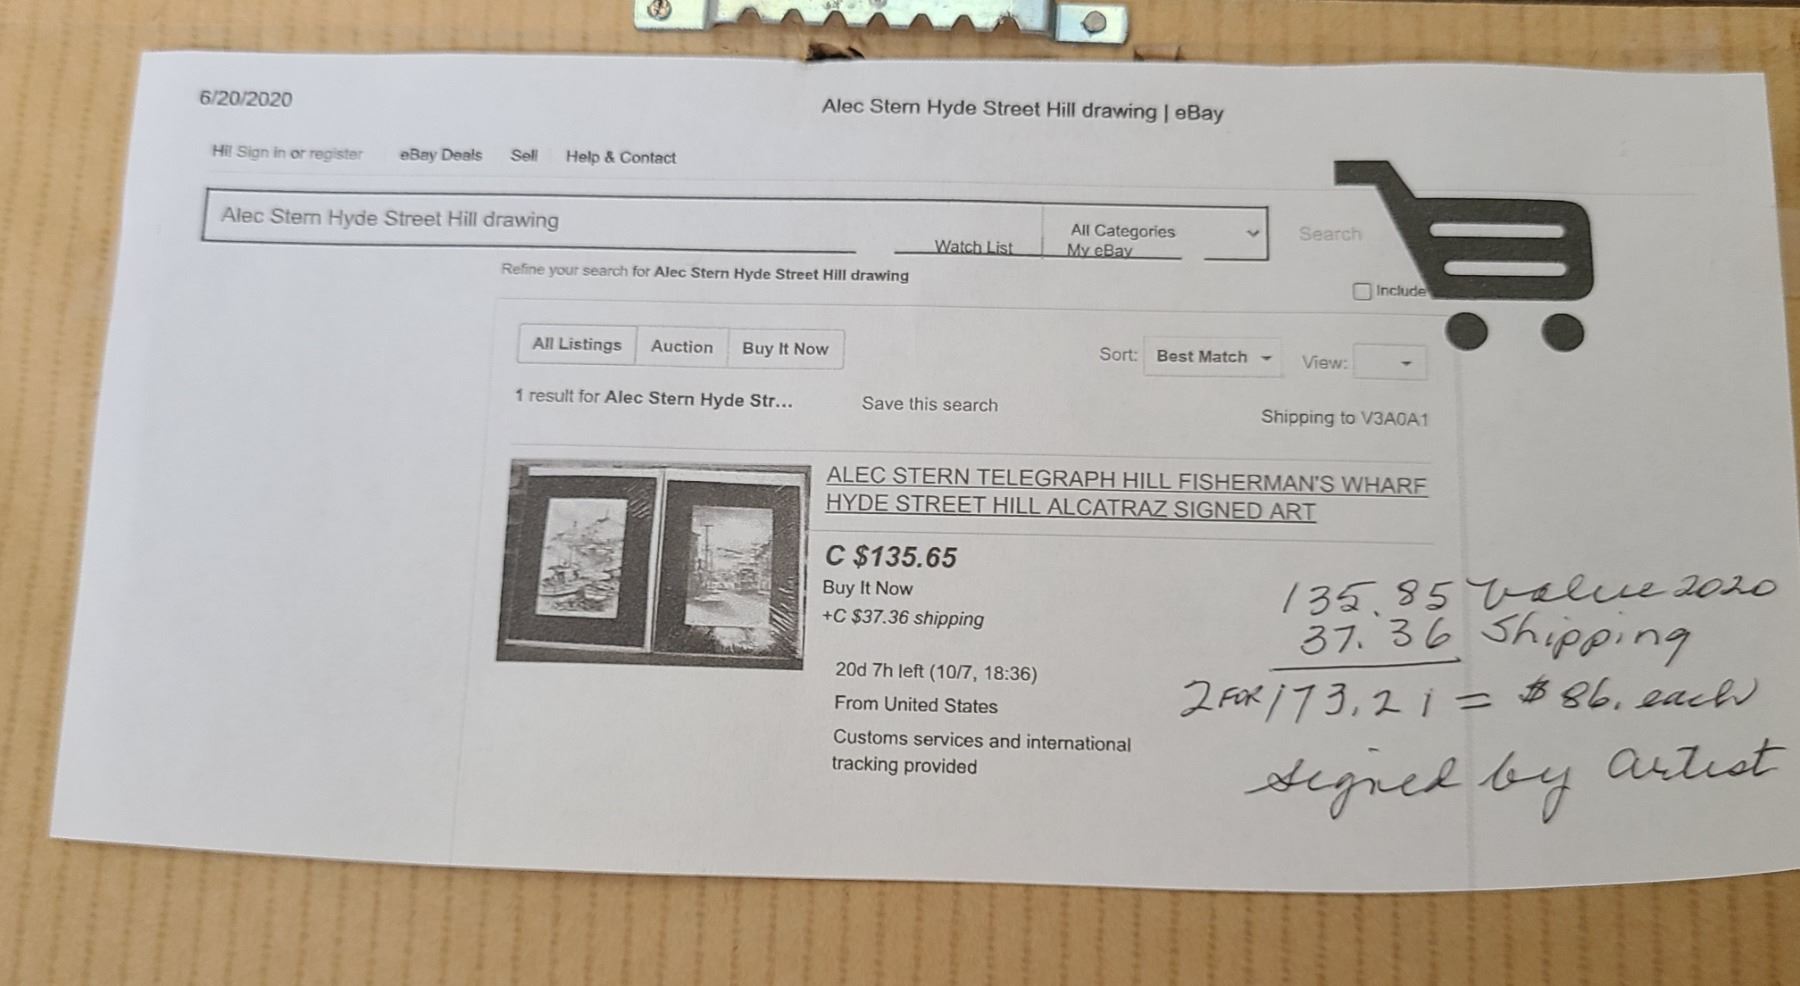 6/20/2020
Alec Stern Hyde Street Hill drawing | eBay
Hi! Sign in or register eBay Deals Sell Help & Contact
Alec Stern Hyde Street Hill drawing
All Categories
Search
Watch List
My eBay
Refine your search for Alec Stern Hyde Street Hill drawing
Include
All Listings Auction Buy It Now
Sort: Best Match View:
1 result for Alec Stern Hyde Str... Save this search
Shipping to V3A0A1
ALEC STERN TELEGRAPH HILL FISHERMAN'S WHARF
HYDE STREET HILL ALCATRAZ SIGNED ART
C $135.65
Buy It Now
+C $37.36 shipping
20d 7h left (10/7, 18:36)
From United States
Customs services and international
tracking provided
135.85 Value 2020
37.36 Shipping
2 FOR 173.21 = $86. each
signed by artist